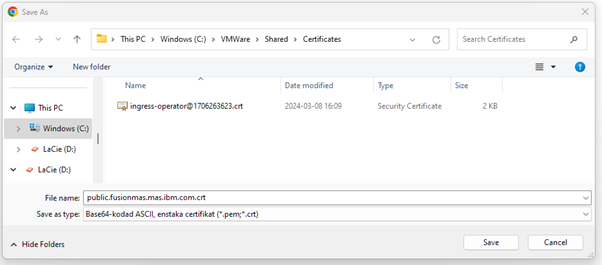 Save As
This PC > Windows (C:) > VMWare > Shared > Certificates
Search Certificates
Organize
New folder
Name Date modified Type Size
This PC
Windows (C:)
LaCie (D:)
LaCie (D:)
ingress-operator@1706263623.crt 2024-03-08 16:09 Security Certificate 2 KB
File name: public.fusionmas.mas.ibm.com.crt
Save as type: Base64-kodad ASCII, enstaka certifikat (*.pem;*.crt)
Hide Folders
Save
Cancel